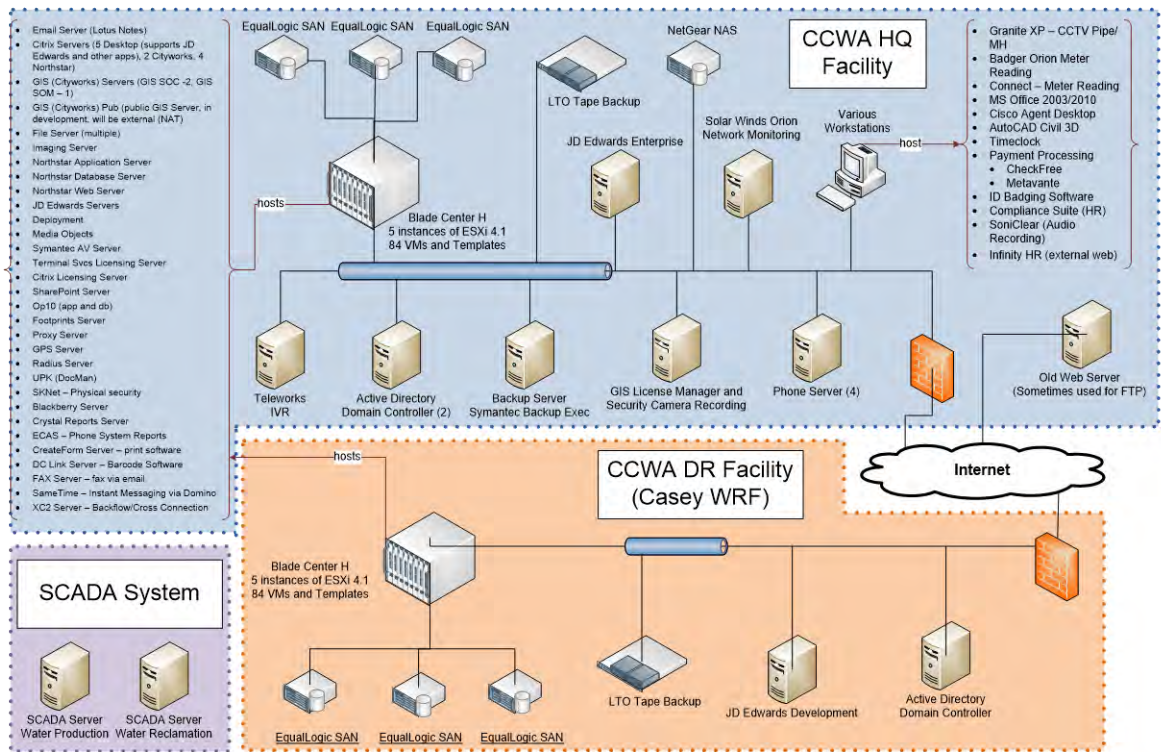 Email Server (Lotus Notes)
Citrix Servers (5 Desktop (supports JD
Edwards and other apps), 2 Cityworks, 4
Northstar)
GIS (Cityworks) Servers (GIS SOC -2, GIS
SOM – 1)
GIS (Cityworks) Pub (public GIS Server, in
development, will be external (NAT)
File Server (multiple)
Imaging Server
Northstar Application Server
Northstar Database Server
Northstar Web Server
JD Edwards Servers
Deployment
Media Objects
Symantec AV Server
Terminal Svcs Licensing Server
Citrix Licensing Server
SharePoint Server
Op10 (app and db)
Footprints Server
Proxy Server
GPS Server
Radius Server
UPK (DocMan)
SKNet – Physical security
Blackberry Server
Crystal Reports Server
ECAS – Phone System Reports
CreateForm Server – print software
DC Link Server – Barcode Software
FAX Server – fax via email
SameTime – Instant Messaging via Domino
XC2 Server – Backflow/Cross Connection
hosts
EqualLogic SAN
EqualLogic SAN
EqualLogic SAN
LTO Tape Backup
NetGear NAS
CCWA HQ
Facility
Granite XP – CCTV Pipe/
MH
Badger Orion Meter
Reading
Connect – Meter Reading
MS Office 2003/2010
Cisco Agent Desktop
AutoCAD Civil 3D
Timeclock
Payment Processing
CheckFree
Metavante
ID Badging Software
Compliance Suite (HR)
SoniClear (Audio
Recording)
Infinity HR (external web)
JD Edwards Enterprise
Solar Winds Orion
Network Monitoring
Various
Workstations
host
Blade Center H
5 instances of ESXi 4.1
84 VMs and Templates
Teleworks
IVR
Active Directory
Domain Controller (2)
Backup Server
Symantec Backup Exec
GIS License Manager and
Security Camera Recording
Phone Server (4)
Old Web Server
(Sometimes used for FTP)
Internet
hosts
CCWA DR Facility
(Casey WRF)
Blade Center H
5 instances of ESXi 4.1
84 VMs and Templates
EqualLogic SAN
EqualLogic SAN
EqualLogic SAN
LTO Tape Backup
JD Edwards Development
Active Directory
Domain Controller
SCADA System
SCADA Server
Water Production
SCADA Server
Water Reclamation